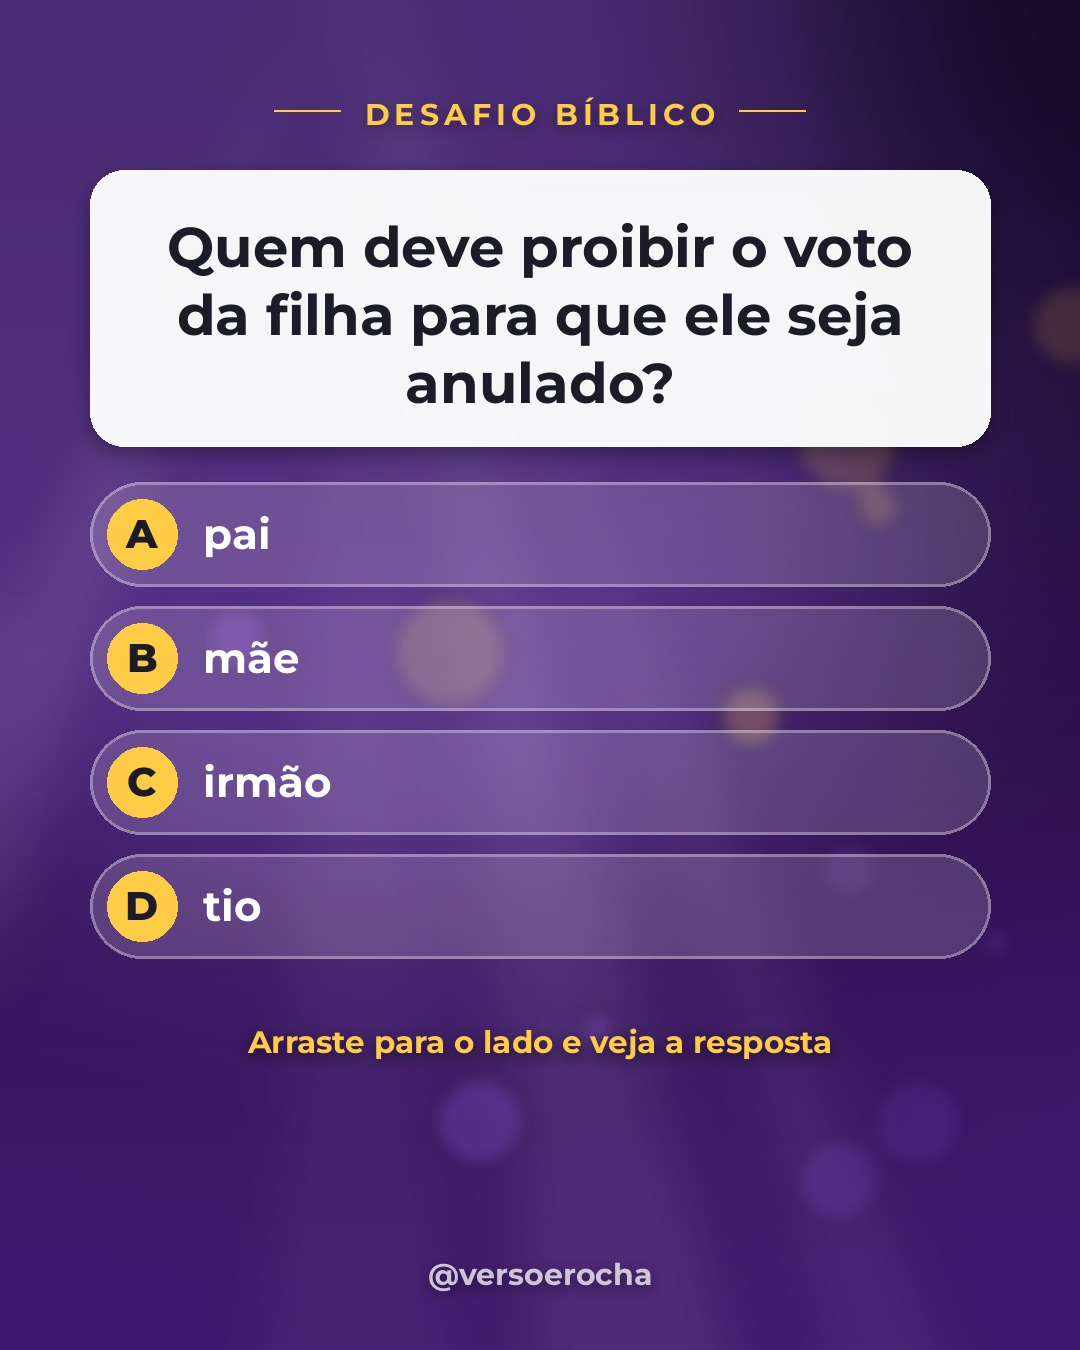 DESAFIO BÍBLICO
Quem deve proibir o voto
da filha para que ele seja
anulado?
A pai
B mãe
C irmão
D tio
Arraste para o lado e veja a resposta
@versoerocha